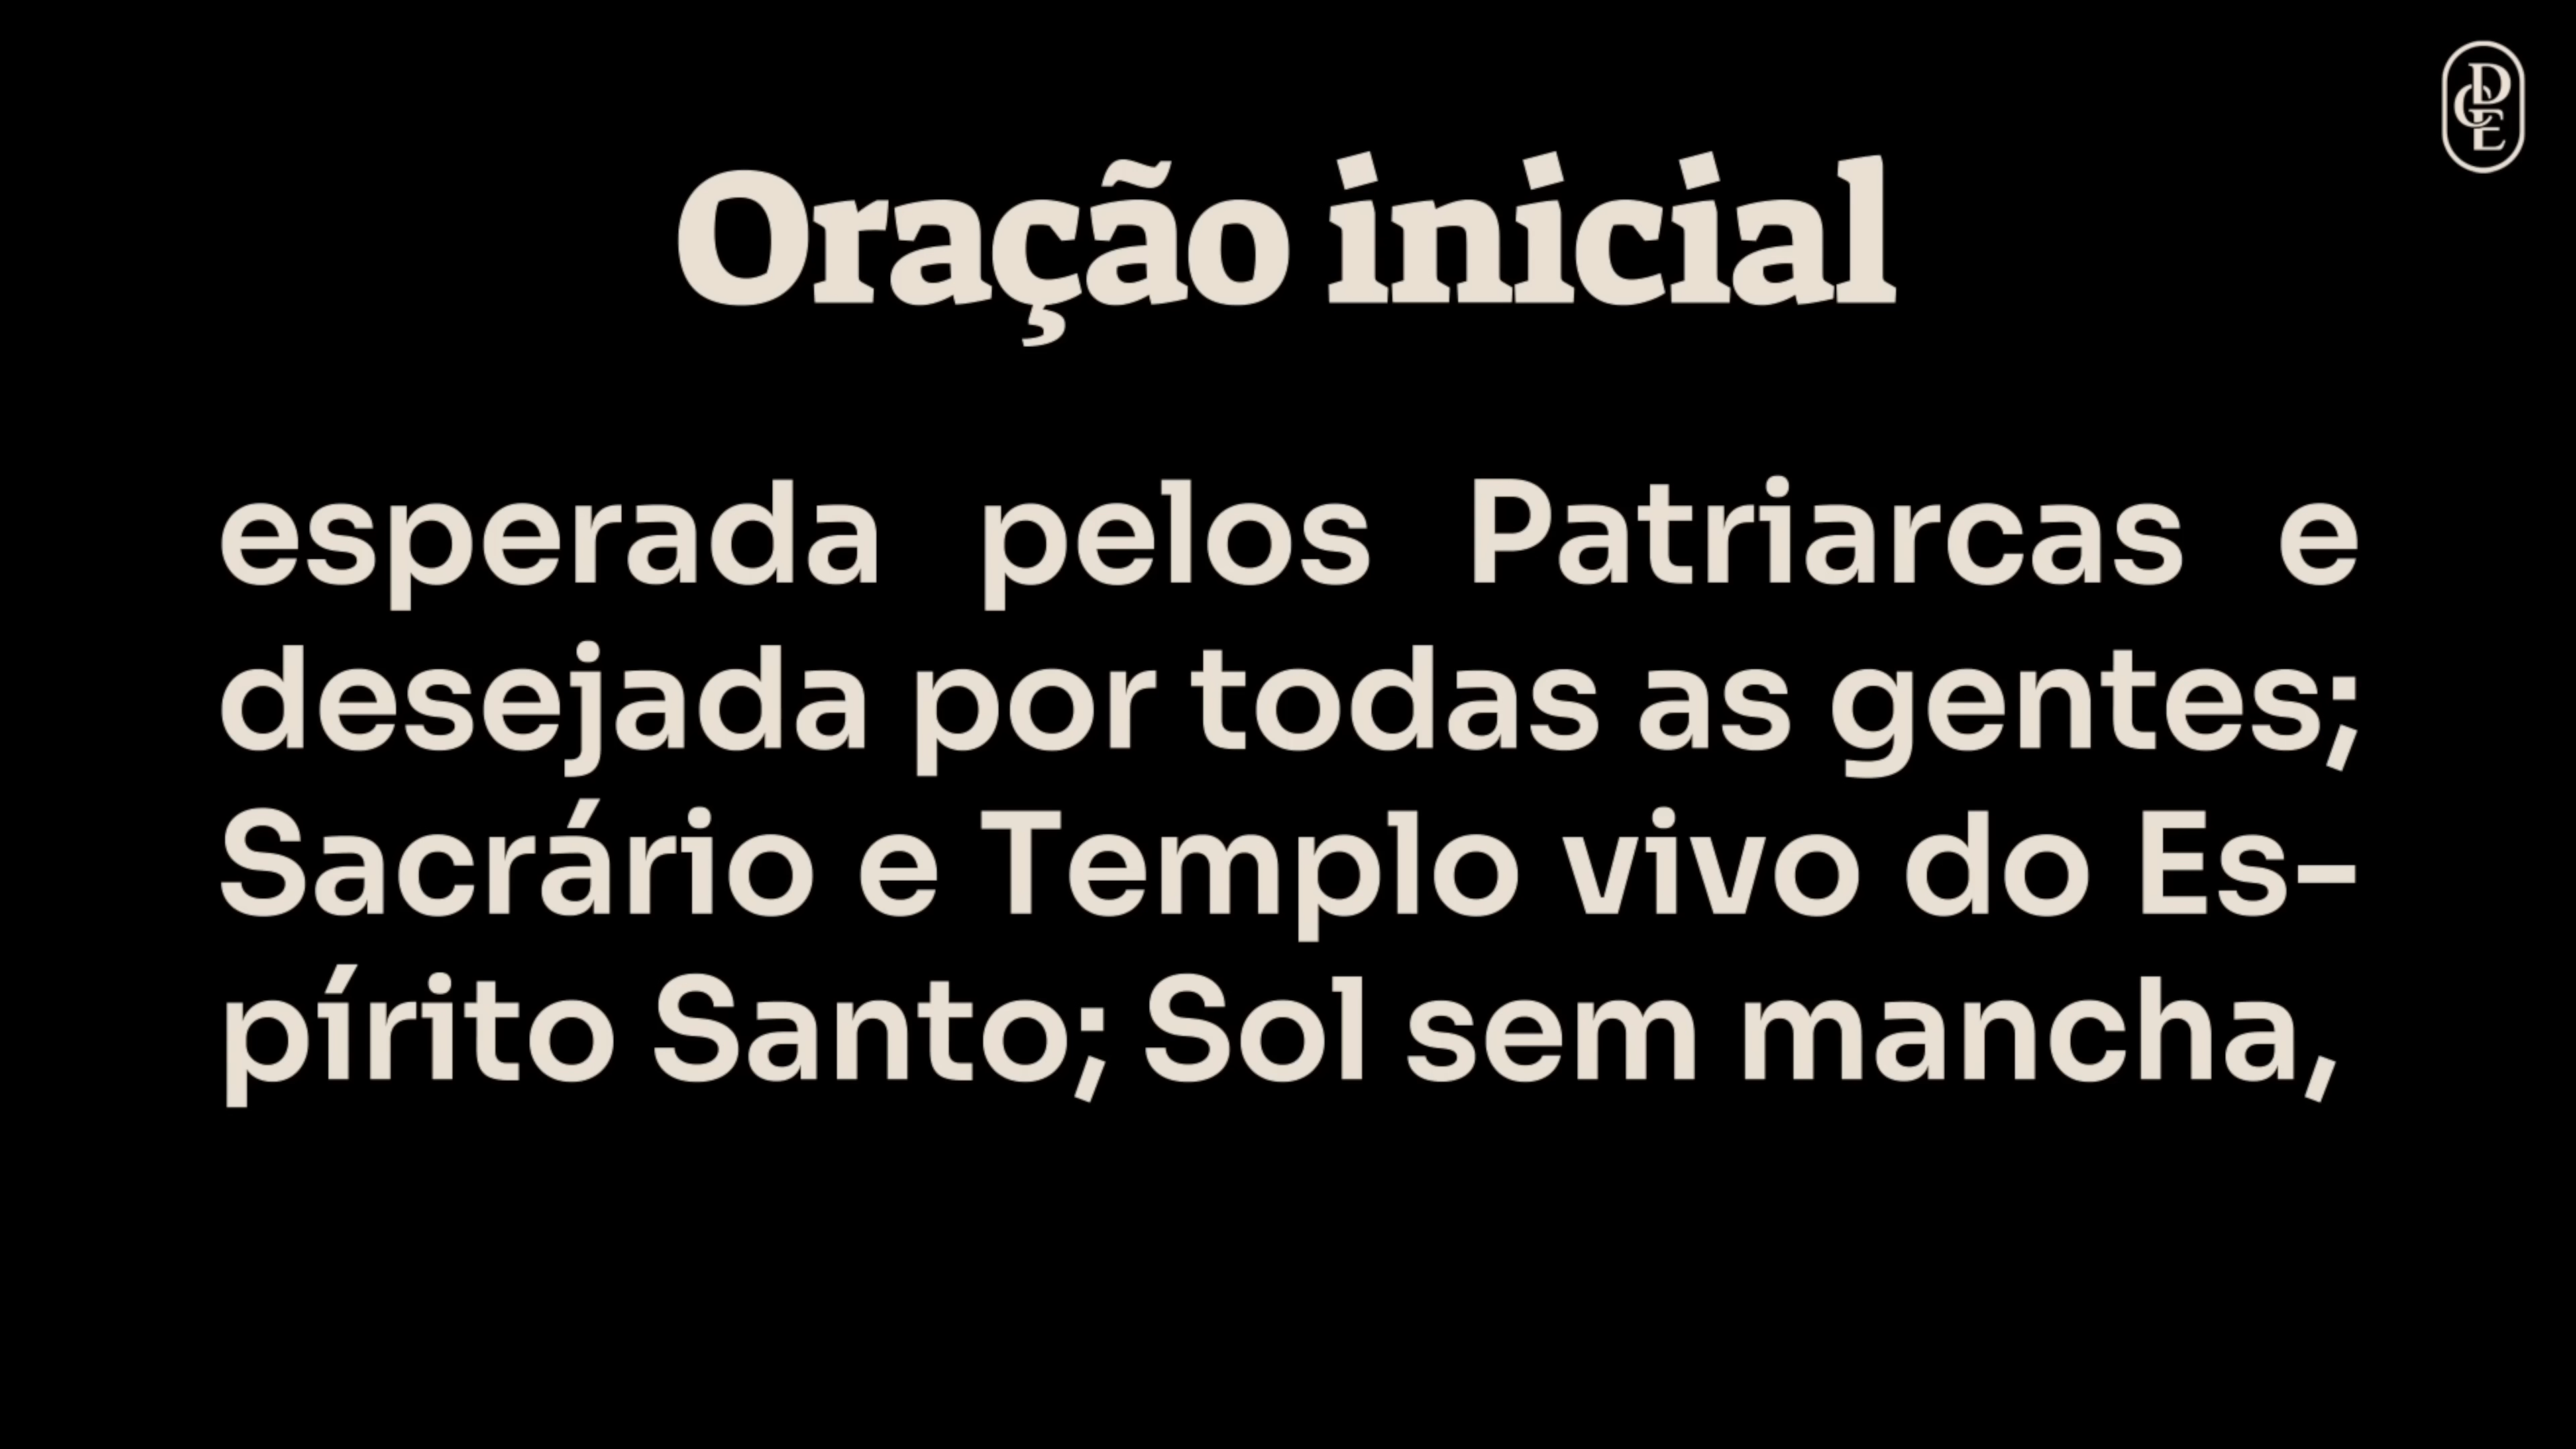 DCE
Oração inicial
esperada pelos Patriarcas e
desejada por todas as gentes;
Sacrário e Templo vivo do Es-
pírito Santo; Sol sem mancha,